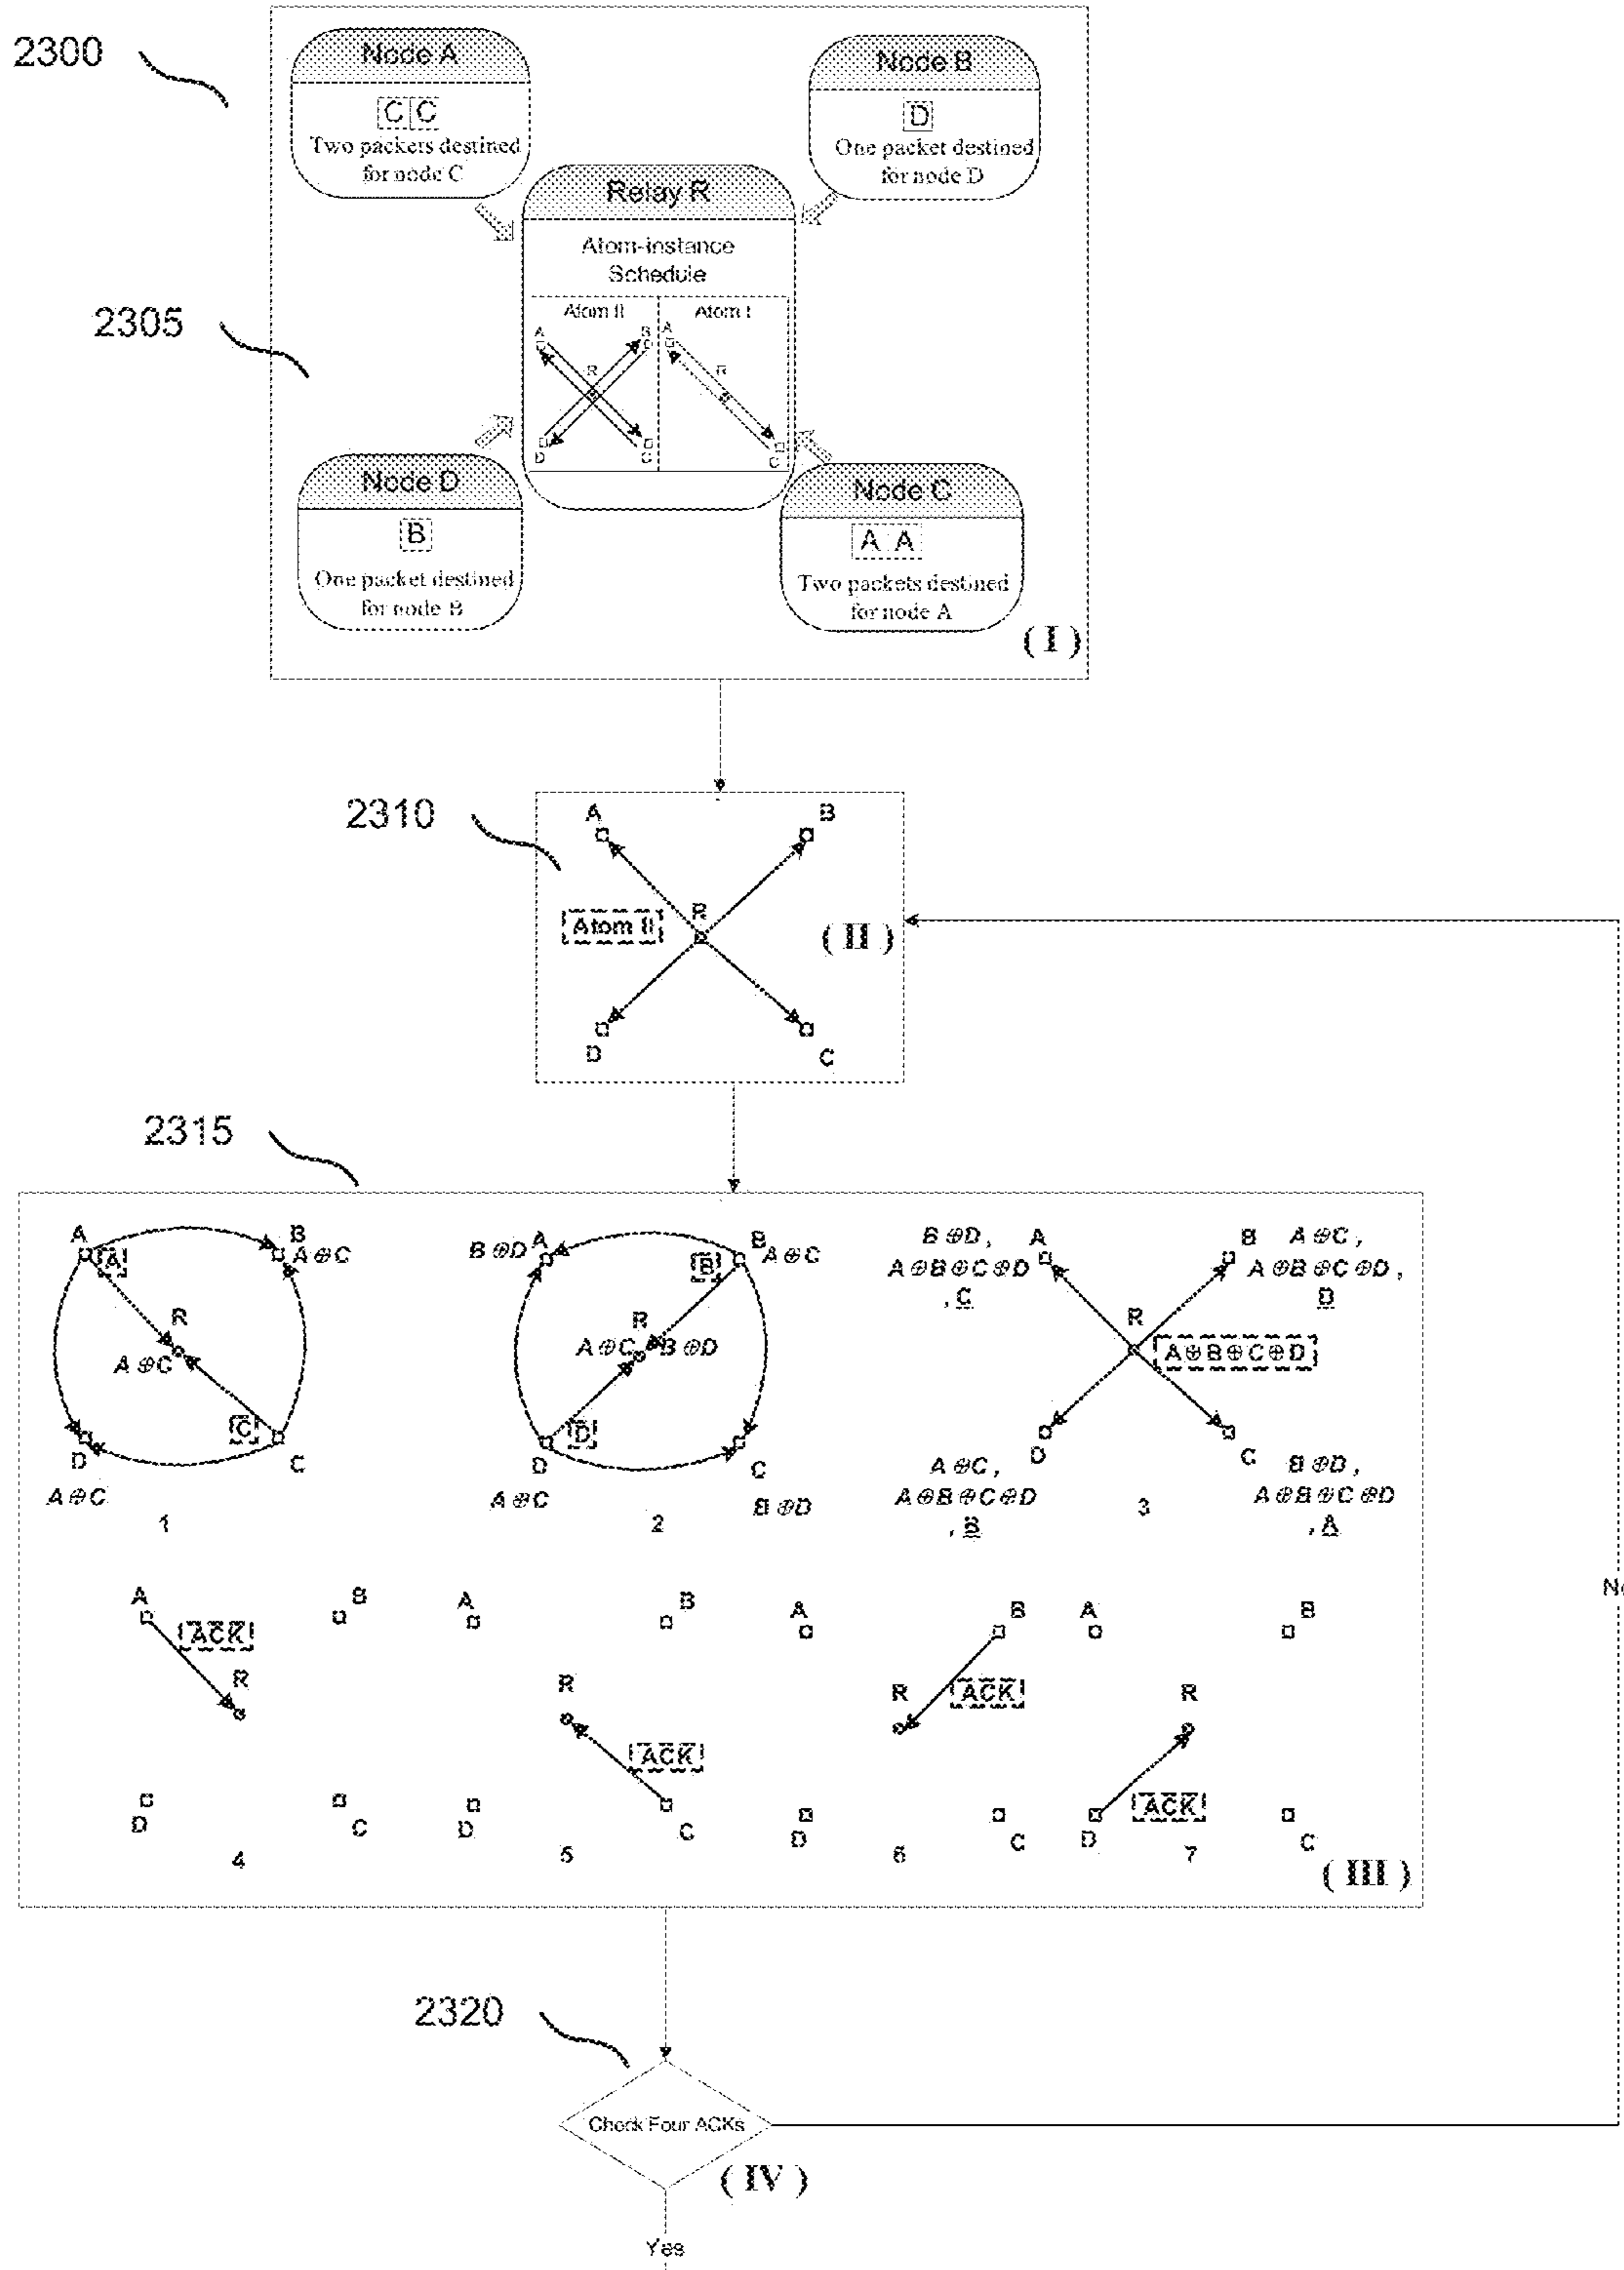 2300
Node A
C C
Two packets destined
for node C
Node B
D
One packet destined
for node D
Relay R
Atom-instance
Schedule
Atom II
Atom I
A
B
R
D
C
A
R
C
2305
Node D
B
One packet destined
for node B
Node C
A A
Two packets destined
for node A
( I )
2310
A
B
R
Atom II
( II )
D
C
2315
A
A
B
A⊕C
R
A⊕C
C
D
C
A⊕C
1
B⊕D
A
B
B
A⊕C
R
A⊕C
B⊕D
D
D
C
A⊕C
B⊕D
2
B⊕D,
A⊕B⊕C⊕D
, C
A
B
A⊕C,
A⊕B⊕C⊕D,
D
R
A⊕B⊕C⊕D
D
C
A⊕C,
A⊕B⊕C⊕D
, B
3
B⊕D,
A⊕B⊕C⊕D
, A
A
B
ACK
R
D
C
4
A
B
R
ACK
D
C
5
A
B
R
ACK
D
C
6
A
B
R
ACK
D
C
7
( III )
2320
Check Four ACKs
( IV )
Yes